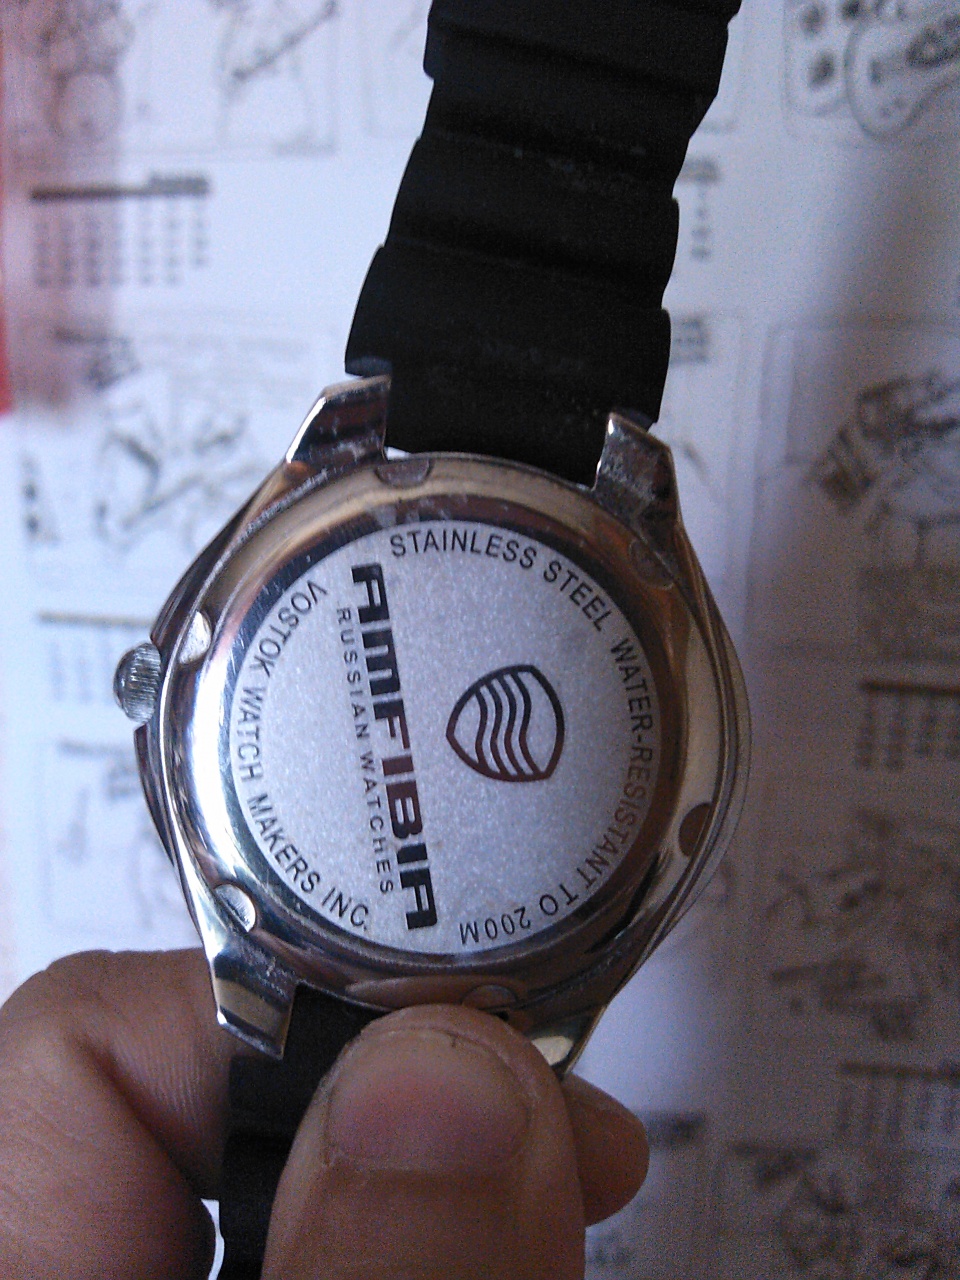 AMFIBIA
RUSSIAN WATCHES
STAINLESS STEEL WATER-RESISTANT TO 200M
VOSTOK WATCH MAKERS INC.